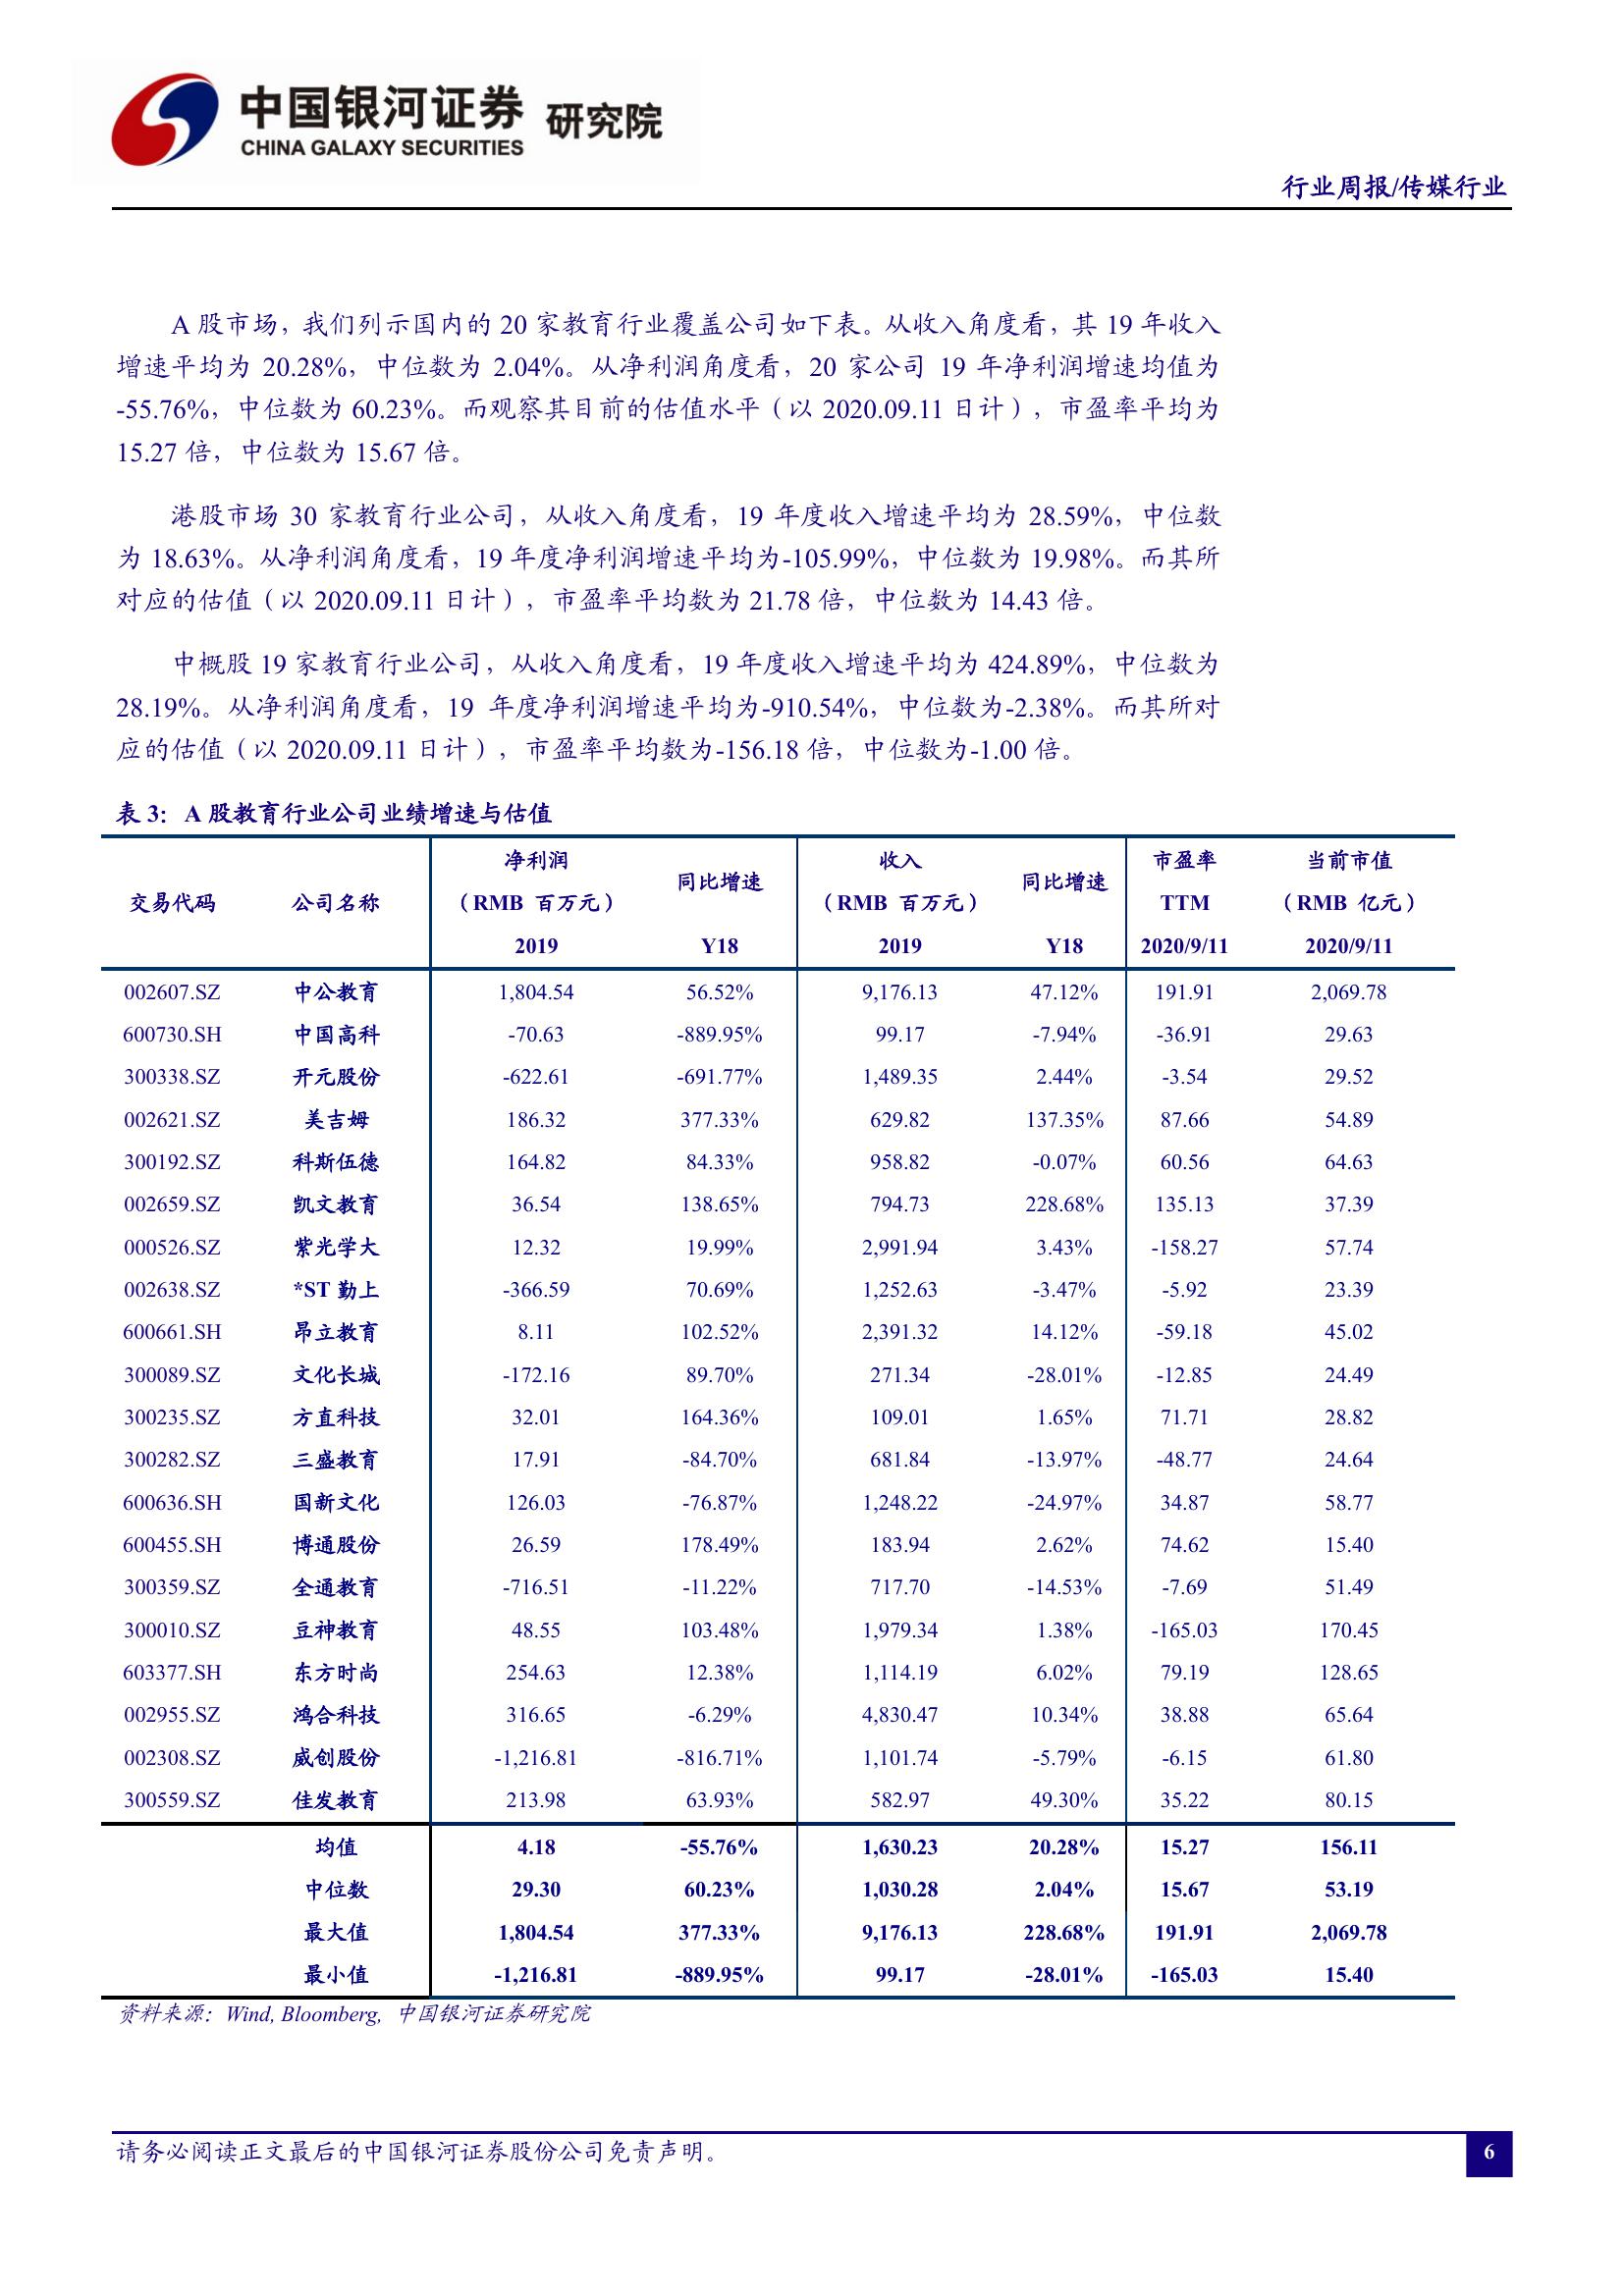 中国银河证券 研究院
CHINA GALAXY SECURITIES
行业周报/传媒行业
A 股市场，我们列示国内的 20 家教育行业覆盖公司如下表。从收入角度看，其 19 年收入
增速平均为 20.28%，中位数为 2.04%。从净利润角度看，20 家公司 19 年净利润增速均值为
-55.76%，中位数为 60.23%。而观察其目前的估值水平（以 2020.09.11 日计），市盈率平均为
15.27 倍，中位数为 15.67 倍。
港股市场 30 家教育行业公司，从收入角度看，19 年度收入增速平均为 28.59%，中位数
为 18.63%。从净利润角度看，19 年度净利润增速平均为-105.99%，中位数为 19.98%。而其所
对应的估值（以 2020.09.11 日计），市盈率平均数为 21.78 倍，中位数为 14.43 倍。
中概股 19 家教育行业公司，从收入角度看，19 年度收入增速平均为 424.89%，中位数为
28.19%。从净利润角度看，19 年度净利润增速平均为-910.54%，中位数为-2.38%。而其所对
应的估值（以 2020.09.11 日计），市盈率平均数为-156.18 倍，中位数为-1.00 倍。
表 3：A 股教育行业公司业绩增速与估值
净利润 收入 市盈率 当前市值
同比增速 同比增速
交易代码 公司名称 （RMB 百万元） （RMB 百万元） TTM （RMB 亿元）
2019 Y18 2019 Y18 2020/9/11 2020/9/11
002607.SZ 中公教育 1,804.54 56.52% 9,176.13 47.12% 191.91 2,069.78
600730.SH 中国高科 -70.63 -889.95% 99.17 -7.94% -36.91 29.63
300338.SZ 开元股份 -622.61 -691.77% 1,489.35 2.44% -3.54 29.52
002621.SZ 美吉姆 186.32 377.33% 629.82 137.35% 87.66 54.89
300192.SZ 科斯伍德 164.82 84.33% 958.82 -0.07% 60.56 64.63
002659.SZ 凯文教育 36.54 138.65% 794.73 228.68% 135.13 37.39
000526.SZ 紫光学大 12.32 19.99% 2,991.94 3.43% -158.27 57.74
002638.SZ *ST 勤上 -366.59 70.69% 1,252.63 -3.47% -5.92 23.39
600661.SH 昂立教育 8.11 102.52% 2,391.32 14.12% -59.18 45.02
300089.SZ 文化长城 -172.16 89.70% 271.34 -28.01% -12.85 24.49
300235.SZ 方直科技 32.01 164.36% 109.01 1.65% 71.71 28.82
300282.SZ 三盛教育 17.91 -84.70% 681.84 -13.97% -48.77 24.64
600636.SH 国新文化 126.03 -76.87% 1,248.22 -24.97% 34.87 58.77
600455.SH 博通股份 26.59 178.49% 183.94 2.62% 74.62 15.40
300359.SZ 全通教育 -716.51 -11.22% 717.70 -14.53% -7.69 51.49
300010.SZ 豆神教育 48.55 103.48% 1,979.34 1.38% -165.03 170.45
603377.SH 东方时尚 254.63 12.38% 1,114.19 6.02% 79.19 128.65
002955.SZ 鸿合科技 316.65 -6.29% 4,830.47 10.34% 38.88 65.64
002308.SZ 威创股份 -1,216.81 -816.71% 1,101.74 -5.79% -6.15 61.80
300559.SZ 佳发教育 213.98 63.93% 582.97 49.30% 35.22 80.15
均值 4.18 -55.76% 1,630.23 20.28% 15.27 156.11
中位数 29.30 60.23% 1,030.28 2.04% 15.67 53.19
最大值 1,804.54 377.33% 9,176.13 228.68% 191.91 2,069.78
最小值 -1,216.81 -889.95% 99.17 -28.01% -165.03 15.40
资料来源：Wind, Bloomberg, 中国银河证券研究院
请务必阅读正文最后的中国银河证券股份公司免责声明。
6